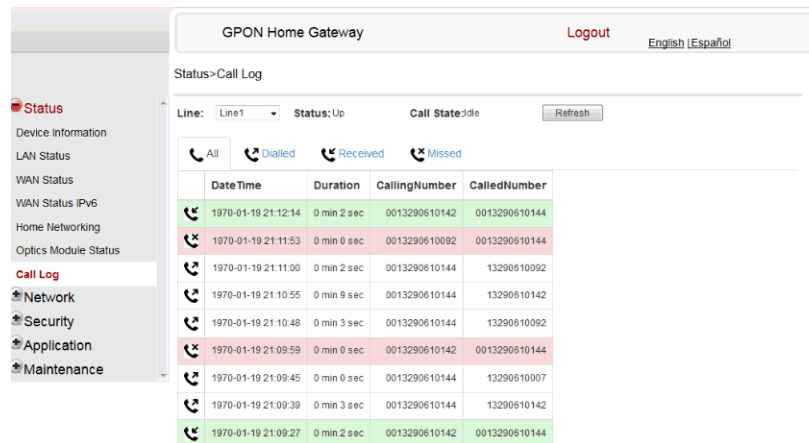 GPON Home Gateway
Logout
English |Español
Status>Call Log
Status
Device Information
LAN Status
WAN Status
WAN Status IPv6
Home Networking
Optics Module Status
Call Log
Network
Security
Application
Maintenance
Line: Line1 Status:Up Call State:Idle Refresh
All Dialled Received Missed
DateTime Duration CallingNumber CalledNumber
1970-01-19 21:12:14 0 min 2 sec 0013290610142 0013290610144
1970-01-19 21:11:53 0 min 0 sec 0013290610092 0013290610144
1970-01-19 21:11:00 0 min 2 sec 0013290610144 13290610092
1970-01-19 21:10:55 0 min 9 sec 0013290610144 13290610142
1970-01-19 21:10:48 0 min 3 sec 0013290610144 13290610092
1970-01-19 21:09:59 0 min 0 sec 0013290610142 0013290610144
1970-01-19 21:09:45 0 min 0 sec 0013290610144 13290610007
1970-01-19 21:09:39 0 min 3 sec 0013290610144 13290610142
1970-01-19 21:09:27 0 min 2 sec 0013290610142 0013290610144